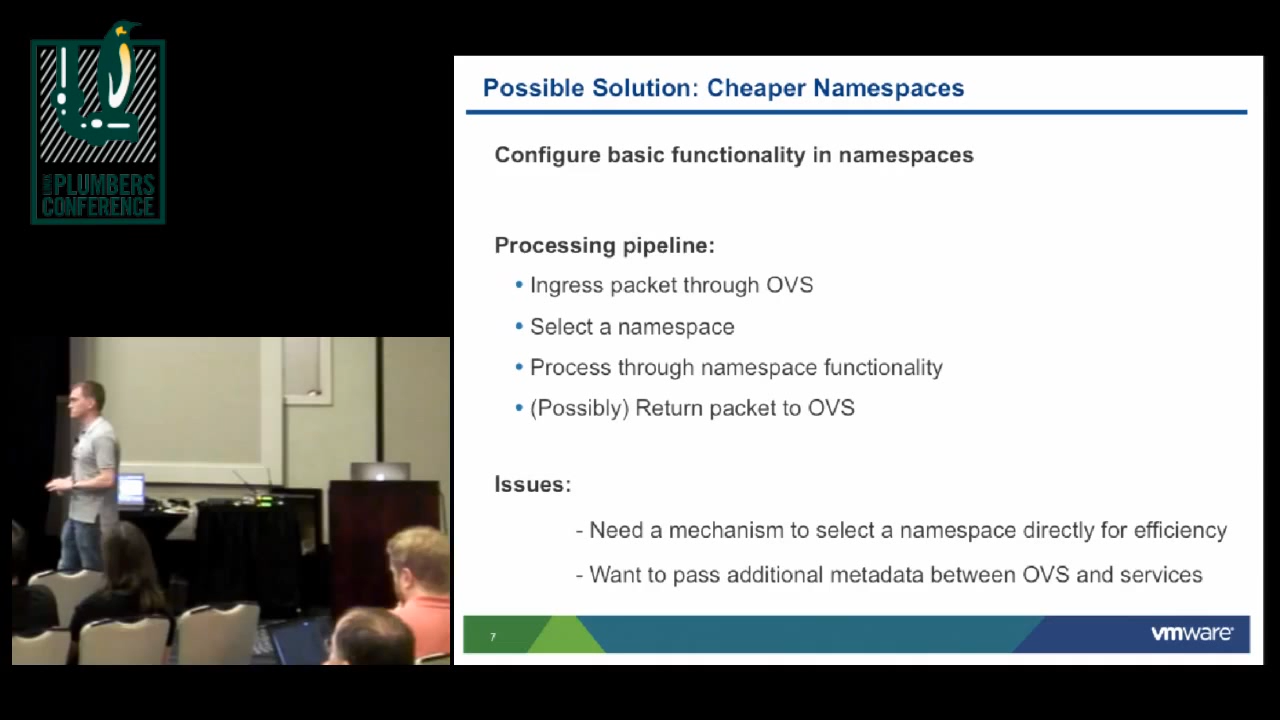 LINUX
PLUMBERS
CONFERENCE
Possible Solution: Cheaper Namespaces
Configure basic functionality in namespaces
Processing pipeline:
• Ingress packet through OVS
• Select a namespace
• Process through namespace functionality
• (Possibly) Return packet to OVS
Issues:
- Need a mechanism to select a namespace directly for efficiency
- Want to pass additional metadata between OVS and services
7
vmware®